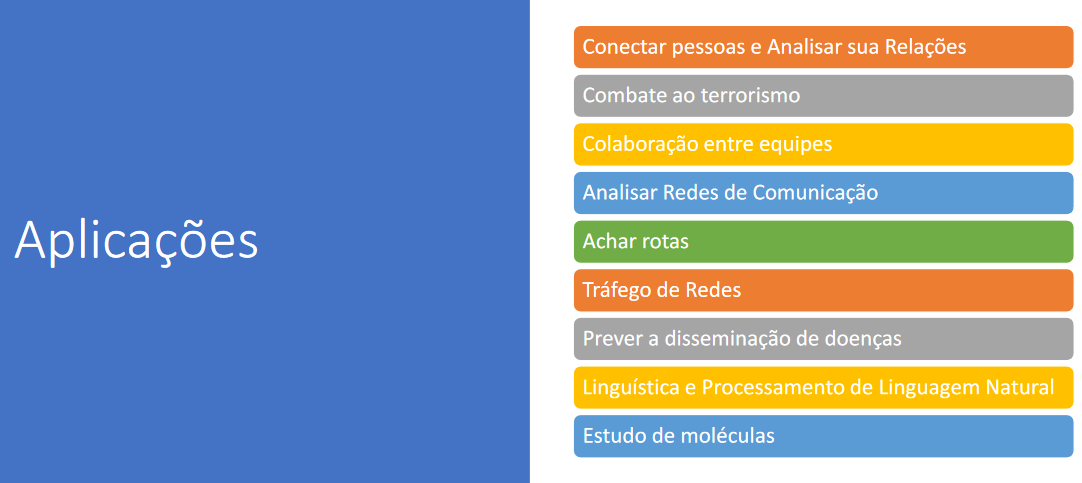 Aplicações
Conectar pessoas e Analisar sua Relações
Combate ao terrorismo
Colaboração entre equipes
Analisar Redes de Comunicação
Achar rotas
Tráfego de Redes
Prever a disseminação de doenças
Linguística e Processamento de Linguagem Natural
Estudo de moléculas